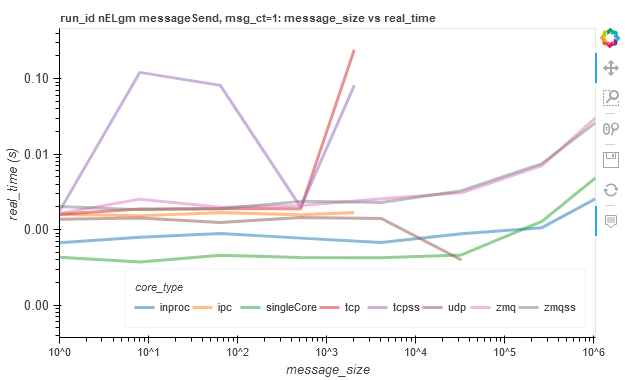 run_id nELgm messageSend, msg_ct=1: message_size vs real_time
real_time (s)
0.10
0.01
0.00
0.00
core_type
inproc ipc singleCore tcp tcpss udp zmq zmqss
10^0 10^1 10^2 10^3 10^4 10^5 10^6
message_size